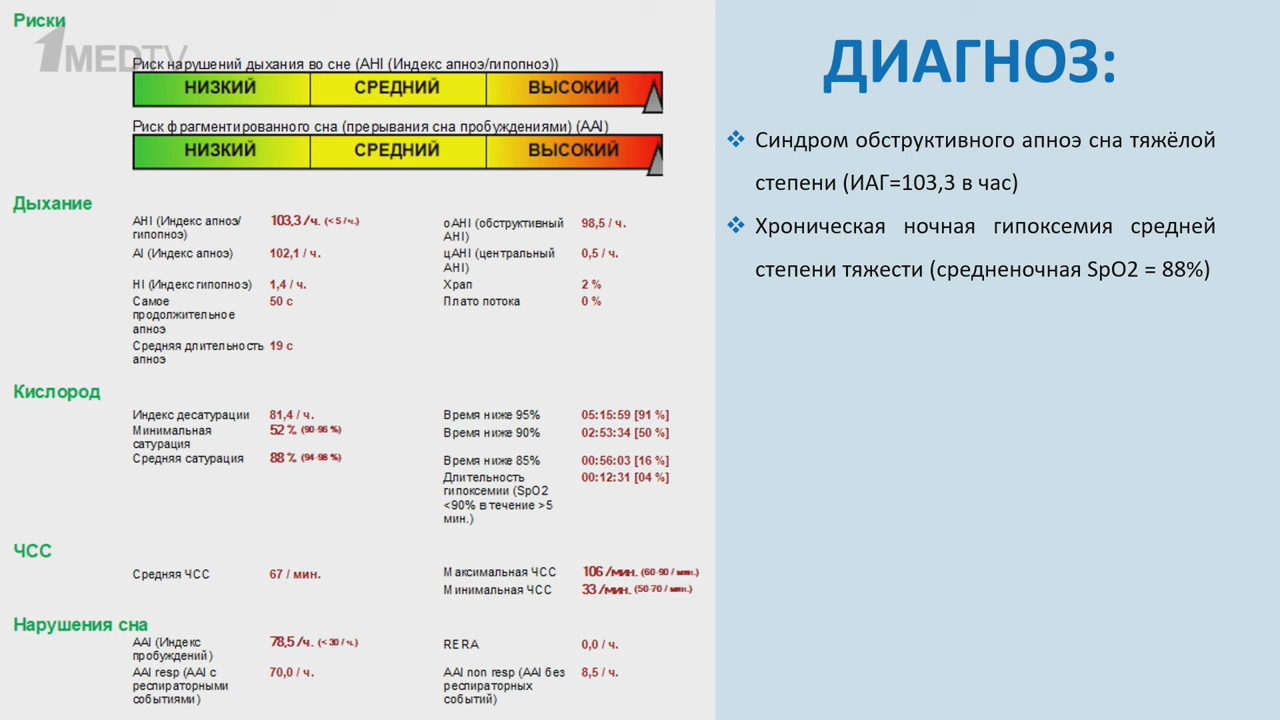 Риски
1MEDTV
Риск нарушений дыхания во сне (AHI (Индекс апноэ/гипопноэ))
НИЗКИЙ СРЕДНИЙ ВЫСОКИЙ
Риск фрагментированного сна (прерывания сна пробуждениями) (AAI)
НИЗКИЙ СРЕДНИЙ ВЫСОКИЙ
Дыхание
AHI (Индекс апноэ/
гипопноэ)
103,3/ч. (< 5 / ч.)
AI (Индекс апноэ)
102,1 / ч.
HI (Индекс гипопноэ)
1,4 / ч.
Самое
продолжительное
апноэ
50 с
Средняя длительность
апноэ
19 с
оAHI (обструктивный
AHI)
98,5 / ч.
цAHI (центральный
AHI)
0,5 / ч.
Храп
2 %
Плато потока
0 %
Кислород
Индекс десатурации
81,4 / ч.
Минимальная
сатурация
52 % (90-96 %)
Средняя сатурация
88 % (94-98 %)
Время ниже 95%
05:15:59 [91 %]
Время ниже 90%
02:53:34 [50 %]
Время ниже 85%
00:56:03 [16 %]
Длительность
гипоксемии (SpO2
<90% в течение >5
мин.)
00:12:31 [04 %]
ЧСС
Средняя ЧСС
67 / мин.
Максимальная ЧСС
106 /мин. (60-90 / мин.)
Минимальная ЧСС
33 /мин. (50-70 / мин.)
Нарушения сна
AAI (Индекс
пробуждений)
78,5/ч. (< 30 / ч.)
AAI resp (AAI с
респираторными
событиями)
70,0 / ч.
RERA
0,0 / ч.
AAI non resp (AAI без
респираторных
событий)
8,5 / ч.
ДИАГНОЗ:
Синдром обструктивного апноэ сна тяжёлой
степени (ИАГ=103,3 в час)
Хроническая ночная гипоксемия средней
степени тяжести (средненочная SpO2 = 88%)